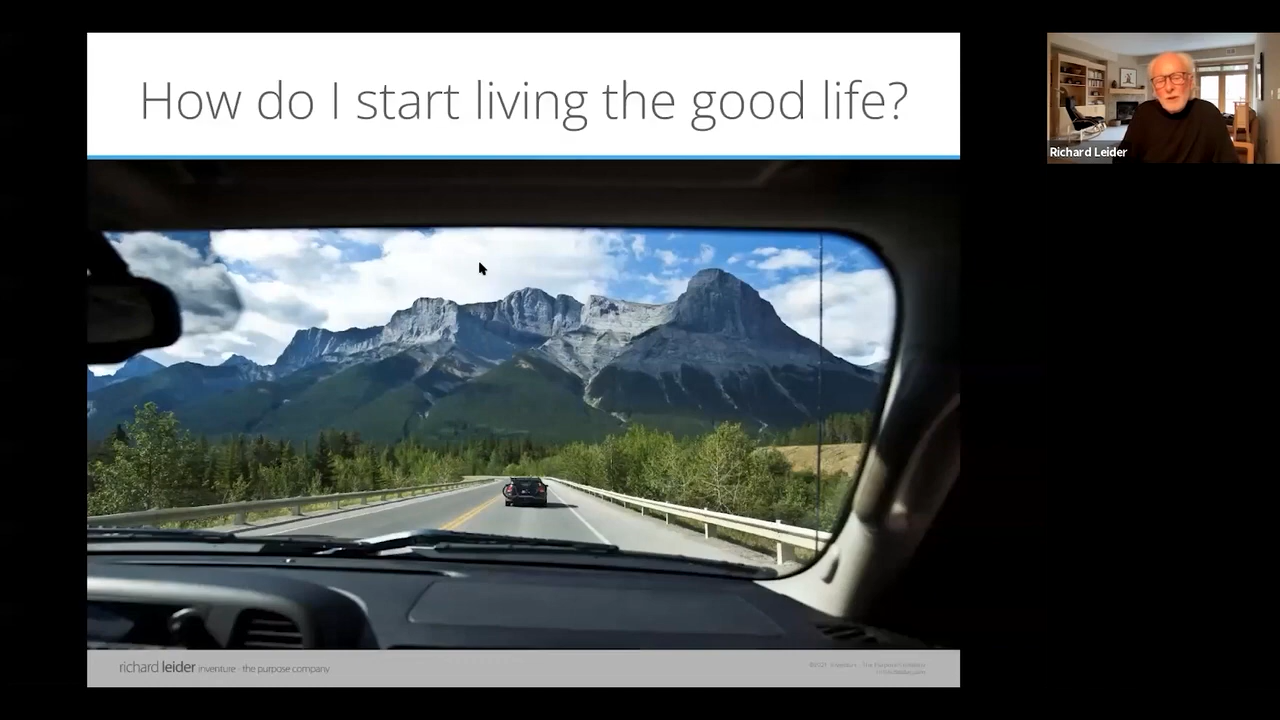 How do I start living the good life?
Richard Leider
richard leider inventure · the purpose company